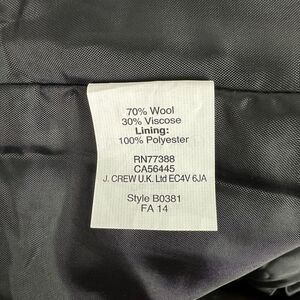 70% Wool
30% Viscose
Lining:
100% Polyester
RN77388
CA56445
J. CREW U.K. Ltd EC4V 6JA
Style B0381
FA 14